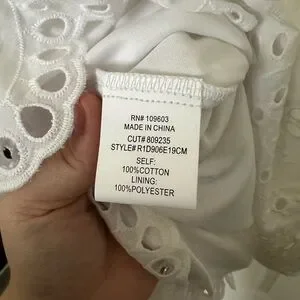 RN# 109603
MADE IN CHINA
CUT# 809235
STYLE# R1D906E19CM
SELF:
100%COTTON
LINING:
100%POLYESTER